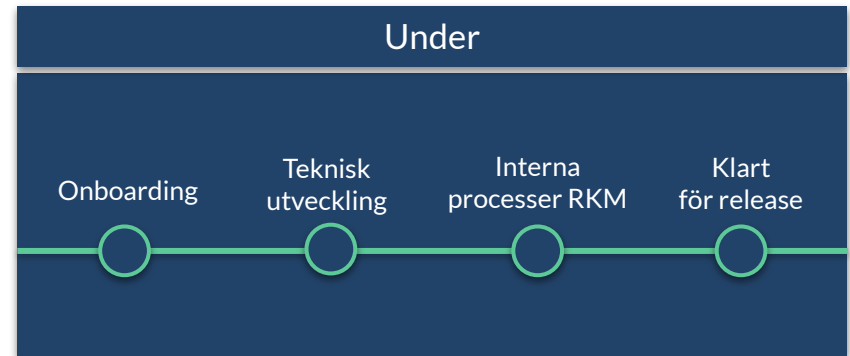 Under
Onboarding
Teknisk
utveckling
Interna
processer RKM
Klart
för release